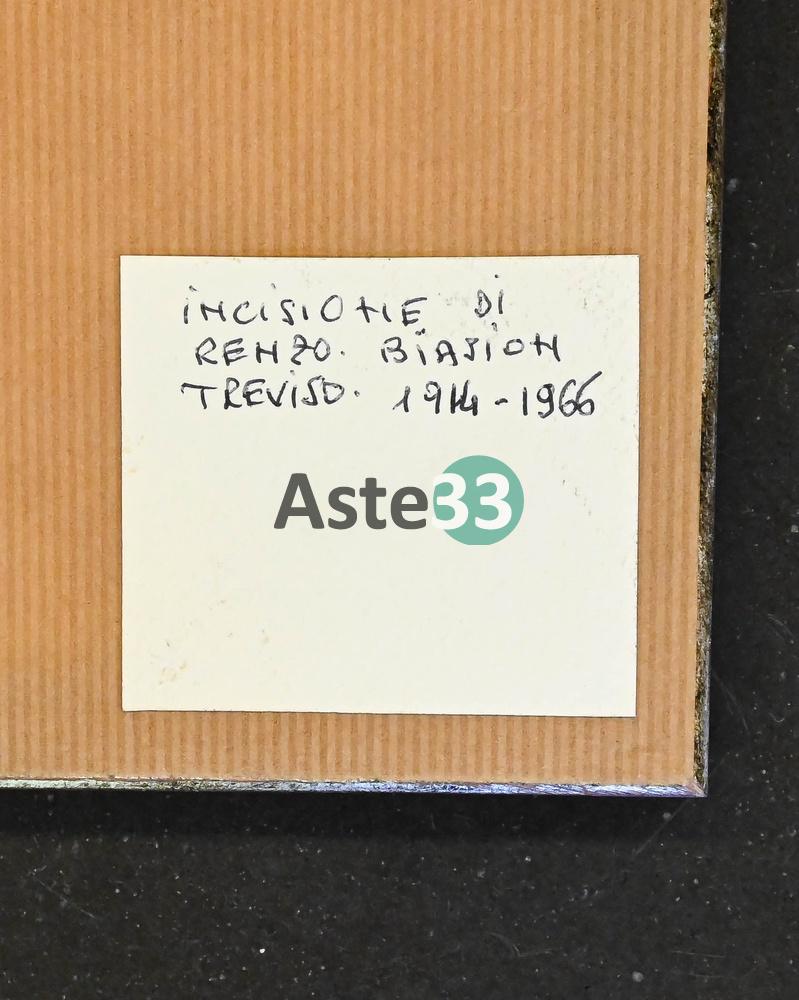 iNCiSiONE Di
RENZO. BiASiON
TREViSO. 1914-1966
Aste33